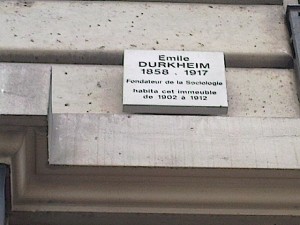 Emile
DURKHEIM
1858 . 1917
Fondateur de la Sociologie
habita cet immeuble
de 1902 à 1912